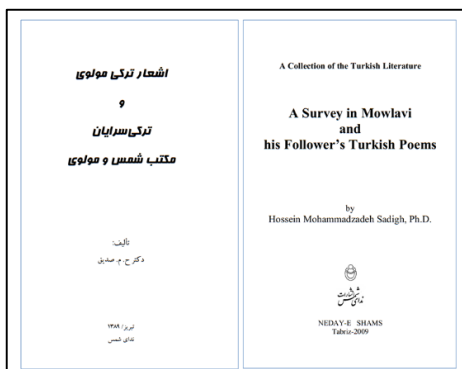 اشعار ترکی مولوی
و
ترکی‌سرایان
مکتب شمس و مولوی
تألیف:
دکتر ح. م. صدیق
تبریز / ۱۳۸۹
ندای شمس
A Collection of the Turkish Literature
A Survey in Mowlavi
and
his Follower's Turkish Poems
by
Hossein Mohammadzadeh Sadigh, Ph.D.
انتشارات
ندای شمس
NEDAY-E SHAMS
Tabriz-2009